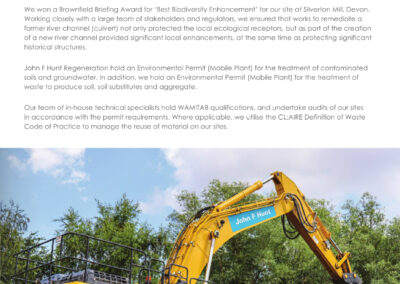 We won a Brownfield Briefing Award for 'Best Biodiversity Enhancement' for our site at Silverton Mill, Devon.
Working closely with a large team of stakeholders and regulators, we ensured that works to remediate a
former river channel (culvert) not only protected the local ecological receptors, but as part of the creation
of a new river channel provided significant local enhancements, at the same time as protecting significant
historical structures.
John F Hunt Regeneration hold an Environmental Permit (Mobile Plant) for the treatment of contaminated
soils and groundwater. In addition, we hold an Environmental Permit (Mobile Plant) for the treatment of
waste to produce soil, soil substitutes and aggregate.
Our team of in-house technical specialists hold WAMITAB qualifications, and undertake audits of our sites
in accordance with the permit requirements. Where applicable, we utilise the CL:AIRE Definition of Waste
Code of Practice to manage the reuse of material on our sites.
John F Hunt